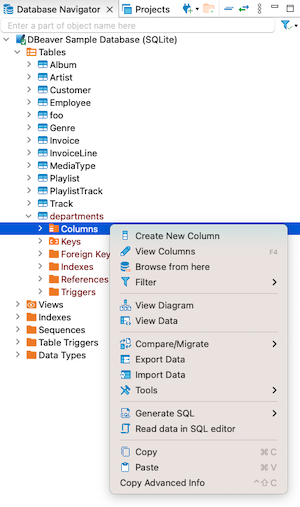 Database Navigator Projects
Enter a part of object name here
DBeaver Sample Database (SQLite)
Tables
Album
Artist
Customer
Employee
foo
Genre
Invoice
InvoiceLine
MediaType
Playlist
PlaylistTrack
Track
departments
Columns
Keys
Foreign Key
Indexes
References
Triggers
Views
Indexes
Sequences
Table Triggers
Data Types
Create New Column
View Columns F4
Browse from here
Filter
View Diagram
View Data
Compare/Migrate
Export Data
Import Data
Tools
Generate SQL
Read data in SQL editor
Copy ⌘ C
Paste ⌘ V
Copy Advanced Info ^⇧ C